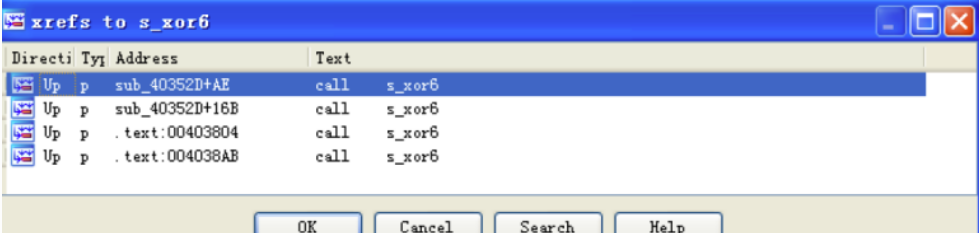 xrefs to s_xor6
Directi Typ Address Text
Up p sub_40352D+AE call s_xor6
Up p sub_40352D+16B call s_xor6
Up p .text:00403804 call s_xor6
Up p .text:004038AB call s_xor6
OK Cancel Search Help